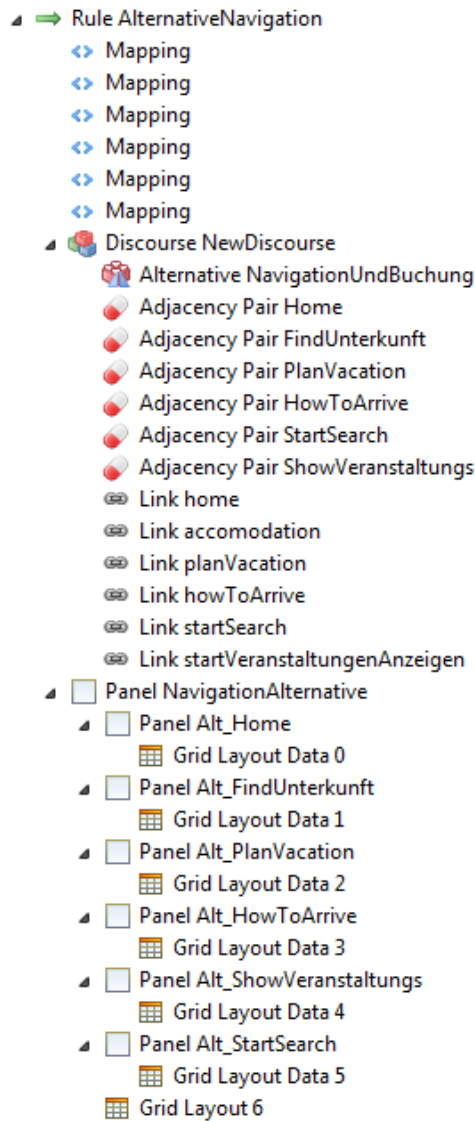 Rule AlternativeNavigation
Mapping
Mapping
Mapping
Mapping
Mapping
Mapping
Discourse NewDiscourse
Alternative NavigationUndBuchung
Adjacency Pair Home
Adjacency Pair FindUnterkunft
Adjacency Pair PlanVacation
Adjacency Pair HowToArrive
Adjacency Pair StartSearch
Adjacency Pair ShowVeranstaltungs
Link home
Link accomodation
Link planVacation
Link howToArrive
Link startSearch
Link startVeranstaltungenAnzeigen
Panel NavigationAlternative
Panel Alt_Home
Grid Layout Data 0
Panel Alt_FindUnterkunft
Grid Layout Data 1
Panel Alt_PlanVacation
Grid Layout Data 2
Panel Alt_HowToArrive
Grid Layout Data 3
Panel Alt_ShowVeranstaltungs
Grid Layout Data 4
Panel Alt_StartSearch
Grid Layout Data 5
Grid Layout 6